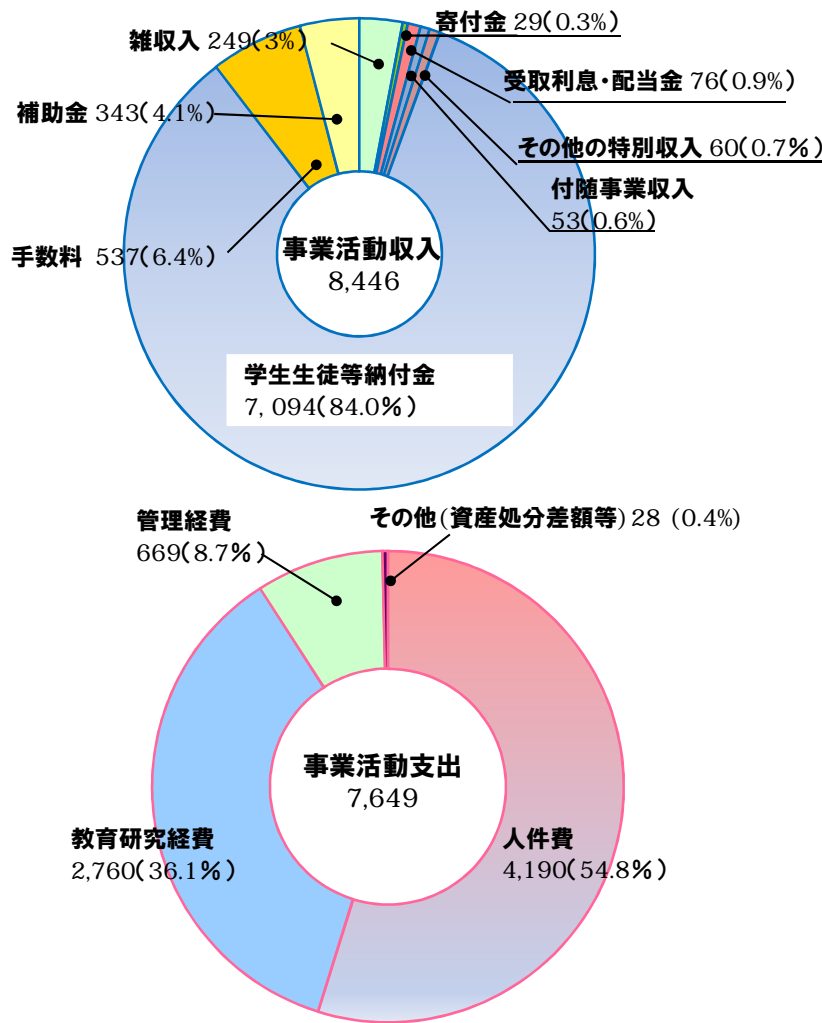 寄付金 29(0.3%)
雑収入 249(3%)
受取利息・配当金 76(0.9%)
補助金 343(4.1%)
その他の特別収入 60(0.7%)
付随事業収入
53(0.6%)
手数料 537(6.4%)
事業活動収入
8,446
学生生徒等納付金
7,094(84.0%)
管理経費
669(8.7%)
その他(資産処分差額等) 28 (0.4%)
事業活動支出
7,649
教育研究経費
2,760(36.1%)
人件費
4,190(54.8%)